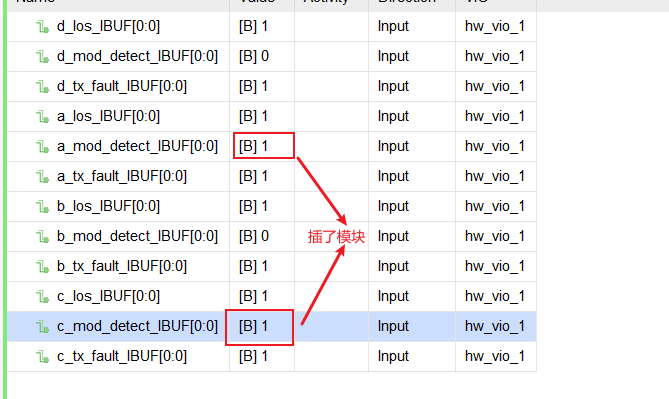 Name Value Activity Direction VIO
d_los_IBUF[0:0] [B] 1 Input hw_vio_1
d_mod_detect_IBUF[0:0] [B] 0 Input hw_vio_1
d_tx_fault_IBUF[0:0] [B] 1 Input hw_vio_1
a_los_IBUF[0:0] [B] 1 Input hw_vio_1
a_mod_detect_IBUF[0:0] [B] 1 Input hw_vio_1
a_tx_fault_IBUF[0:0] [B] 1 Input hw_vio_1
b_los_IBUF[0:0] [B] 1 Input hw_vio_1
b_mod_detect_IBUF[0:0] [B] 0 插了模块 Input hw_vio_1
b_tx_fault_IBUF[0:0] [B] 1 Input hw_vio_1
c_los_IBUF[0:0] [B] 1 Input hw_vio_1
c_mod_detect_IBUF[0:0] [B] 1 Input hw_vio_1
c_tx_fault_IBUF[0:0] [B] 1 Input hw_vio_1